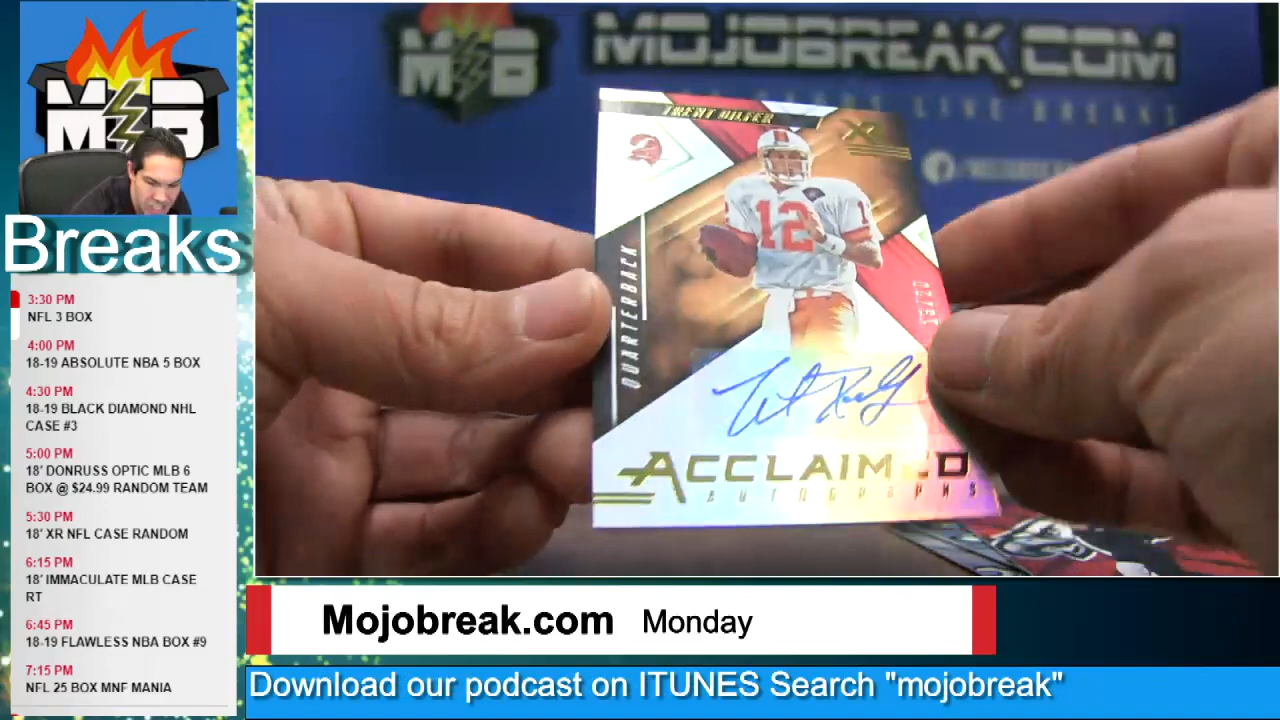 M B
MOJOBREAK.COM
LIVE BREAKS
M B
TRENT DILFER
XR
12
1
QUARTERBACK
ACCLAIMED
AUTOGRAPHS
Breaks
3:30 PM
NFL 3 BOX
4:00 PM
18-19 ABSOLUTE NBA 5 BOX
4:30 PM
18-19 BLACK DIAMOND NHL
CASE #3
5:00 PM
18' DONRUSS OPTIC MLB 6
BOX @ $24.99 RANDOM TEAM
5:30 PM
18' XR NFL CASE RANDOM
6:15 PM
18' IMMACULATE MLB CASE
RT
6:45 PM
18-19 FLAWLESS NBA BOX #9
7:15 PM
NFL 25 BOX MNF MANIA
Mojobreak.com Monday
Download our podcast on ITUNES Search "mojobreak"